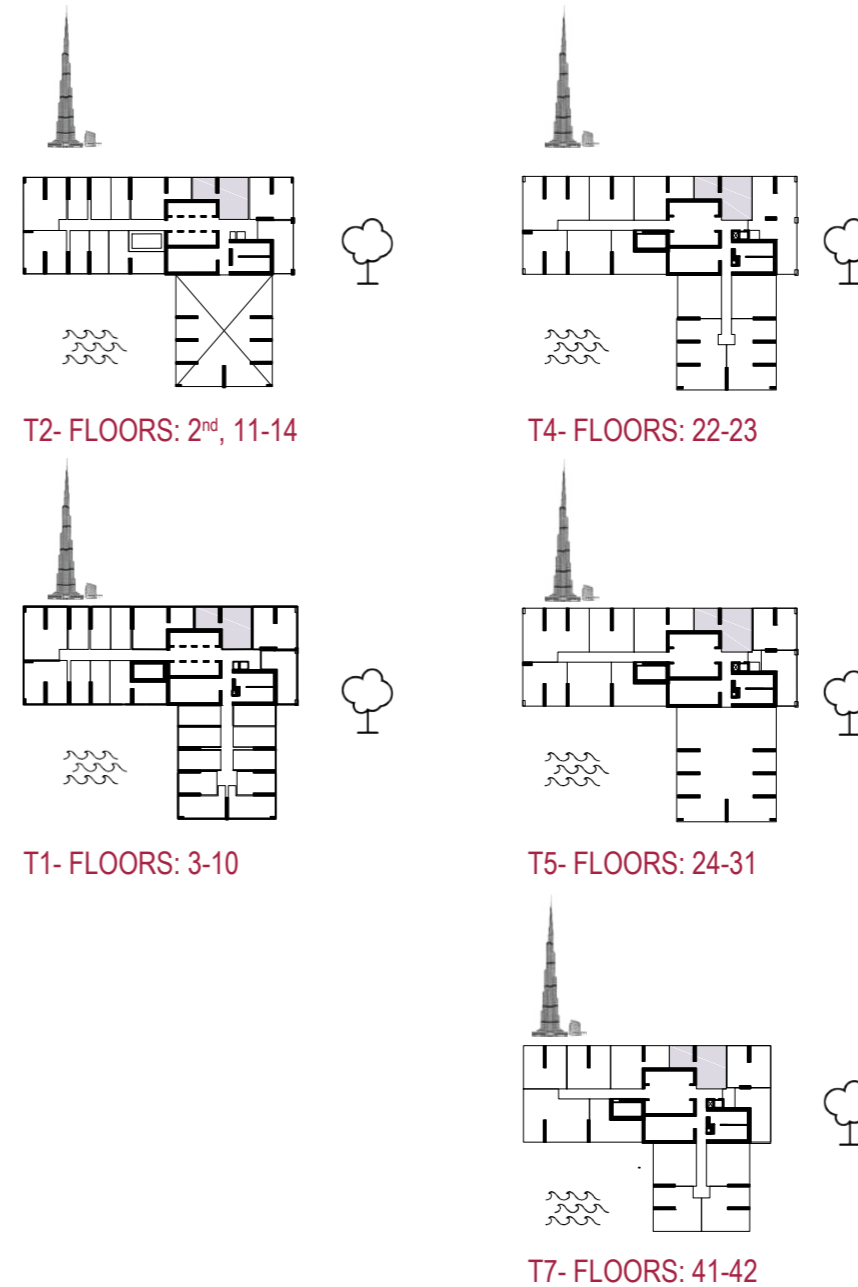 T2- FLOORS: 2nd, 11-14
T4- FLOORS: 22-23
T1- FLOORS: 3-10
T5- FLOORS: 24-31
T7- FLOORS: 41-42